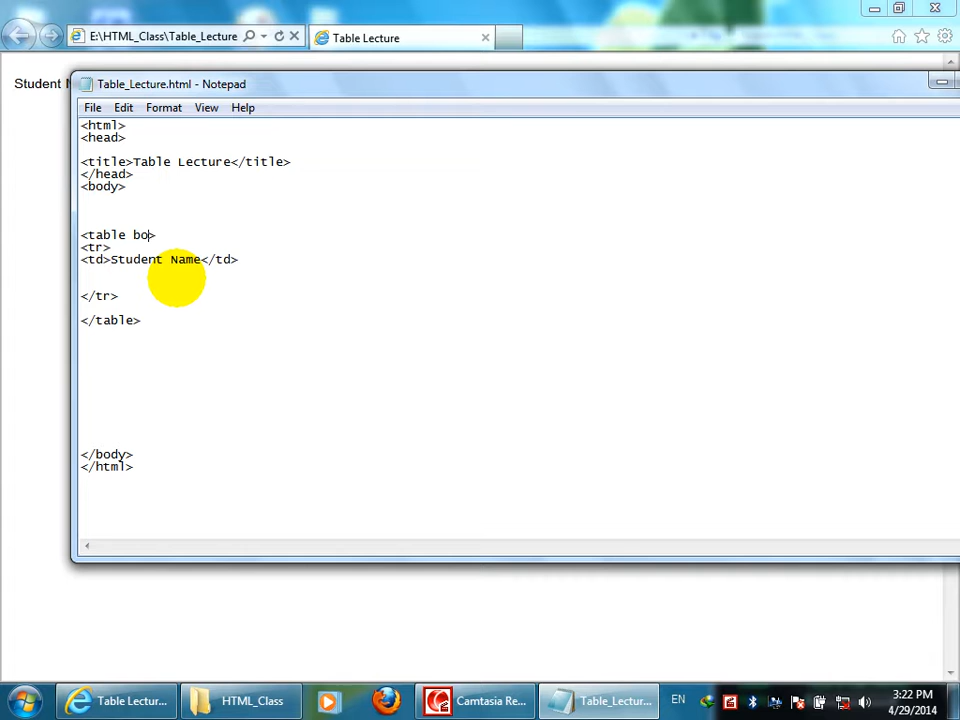 E:\HTML_Class\Table_Lecture
Table Lecture
Student
Table_Lecture.html - Notepad
File Edit Format View Help
<html>
<head>
<title>Table Lecture</title>
</head>
<body>
<table bo>
<tr>
<td>Student Name</td>
</tr>
</table>
</body>
</html>
Table Lectur...
HTML_Class
Camtasia Re...
Table_Lectur...
EN
3:22 PM
4/29/2014